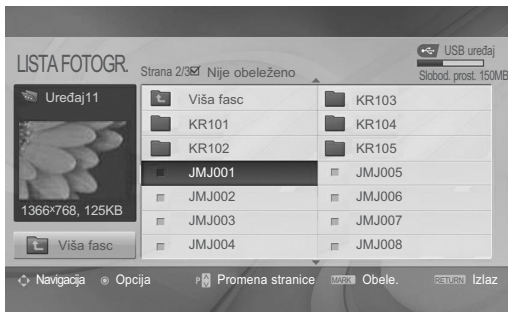 USB uređaj
LISTA FOTOGR.
Strana 2/3 Nije obeleženo
Slobod. prost. 150MB
Uređaj11
1366x768, 125KB
Viša fasc
Viša fasc
KR101
KR102
JMJ001
JMJ002
JMJ003
JMJ004
KR103
KR104
KR105
JMJ005
JMJ006
JMJ007
JMJ008
Navigacija Opcija P Promena stranice MARK Obele. RETURN Izlaz